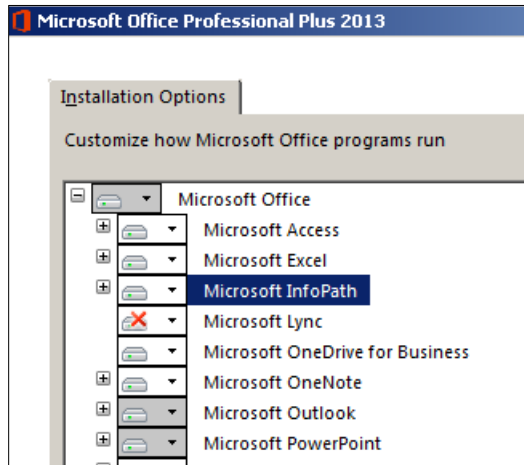 Microsoft Office Professional Plus 2013
Installation Options
Customize how Microsoft Office programs run
Microsoft Office
Microsoft Access
Microsoft Excel
Microsoft InfoPath
Microsoft Lync
Microsoft OneDrive for Business
Microsoft OneNote
Microsoft Outlook
Microsoft PowerPoint